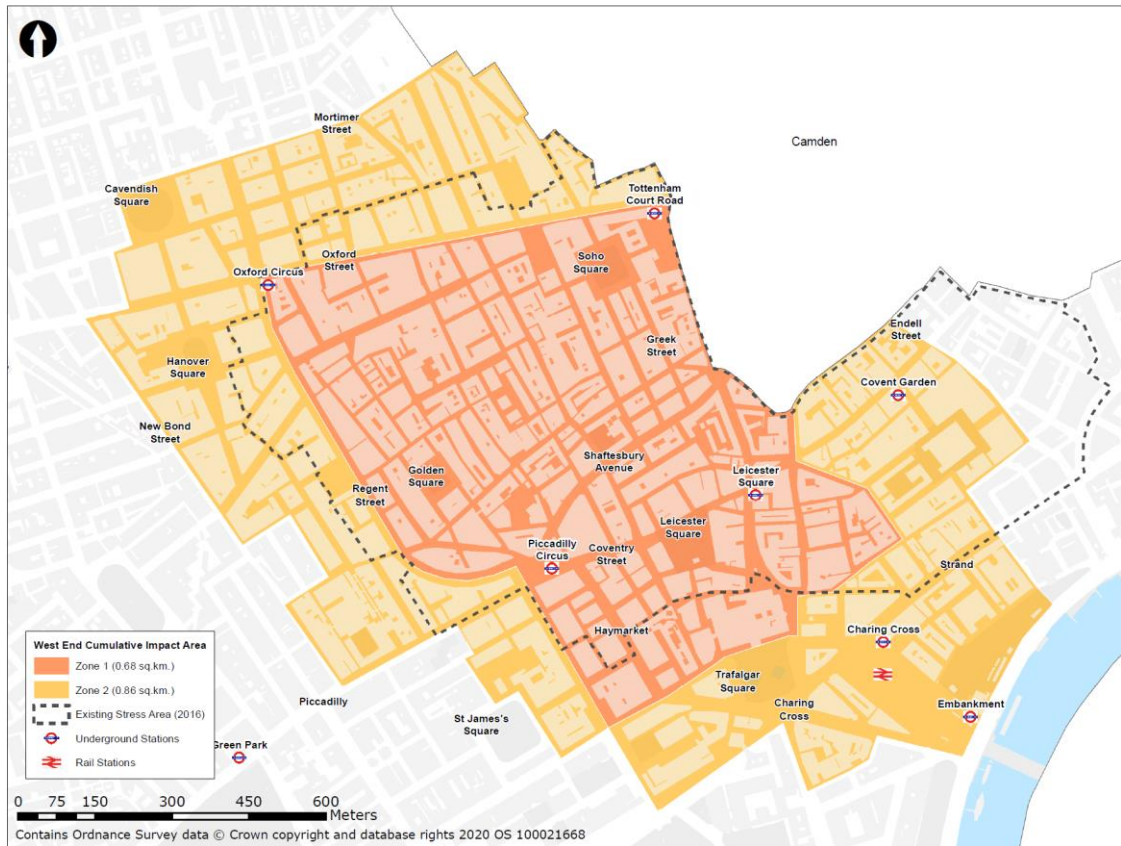 Mortimer
Street
Camden
Cavendish
Square
Tottenham
Court Road
Oxford
Street
Soho
Square
Oxford Circus
Endell
Street
Greek
Street
Hanover
Square
Covent Garden
New Bond
Street
Shaftesbury
Avenue
Golden
Square
Leicester
Square
Regent
Street
Leicester
Square
Piccadilly
Circus
Coventry
Street
Strand
Haymarket
Charing Cross
Trafalgar
Square
Piccadilly
Charing
Cross
Embankment
St James's
Square
Green Park
West End Cumulative Impact Area
Zone 1 (0.68 sq.km.)
Zone 2 (0.86 sq.km.)
Existing Stress Area (2016)
Underground Stations
Rail Stations
0 75 150 300 450 600
Meters
Contains Ordnance Survey data © Crown copyright and database rights 2020 OS 100021668